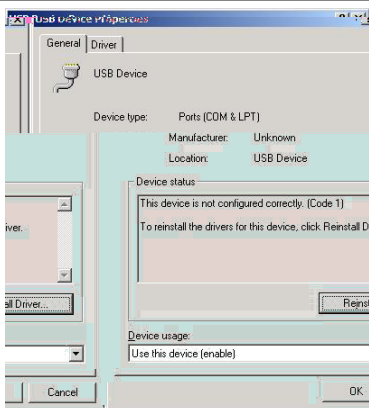 USB Device Properties
General Driver
USB Device
Device type: Ports (COM & LPT)
Manufacturer: Unknown
Location: USB Device
Device status
This device is not configured correctly. (Code 1)
iver. To reinstall the drivers for this device, click Reinstall D
all Driver... Reinst
Device usage:
Use this device (enable)
Cancel OK